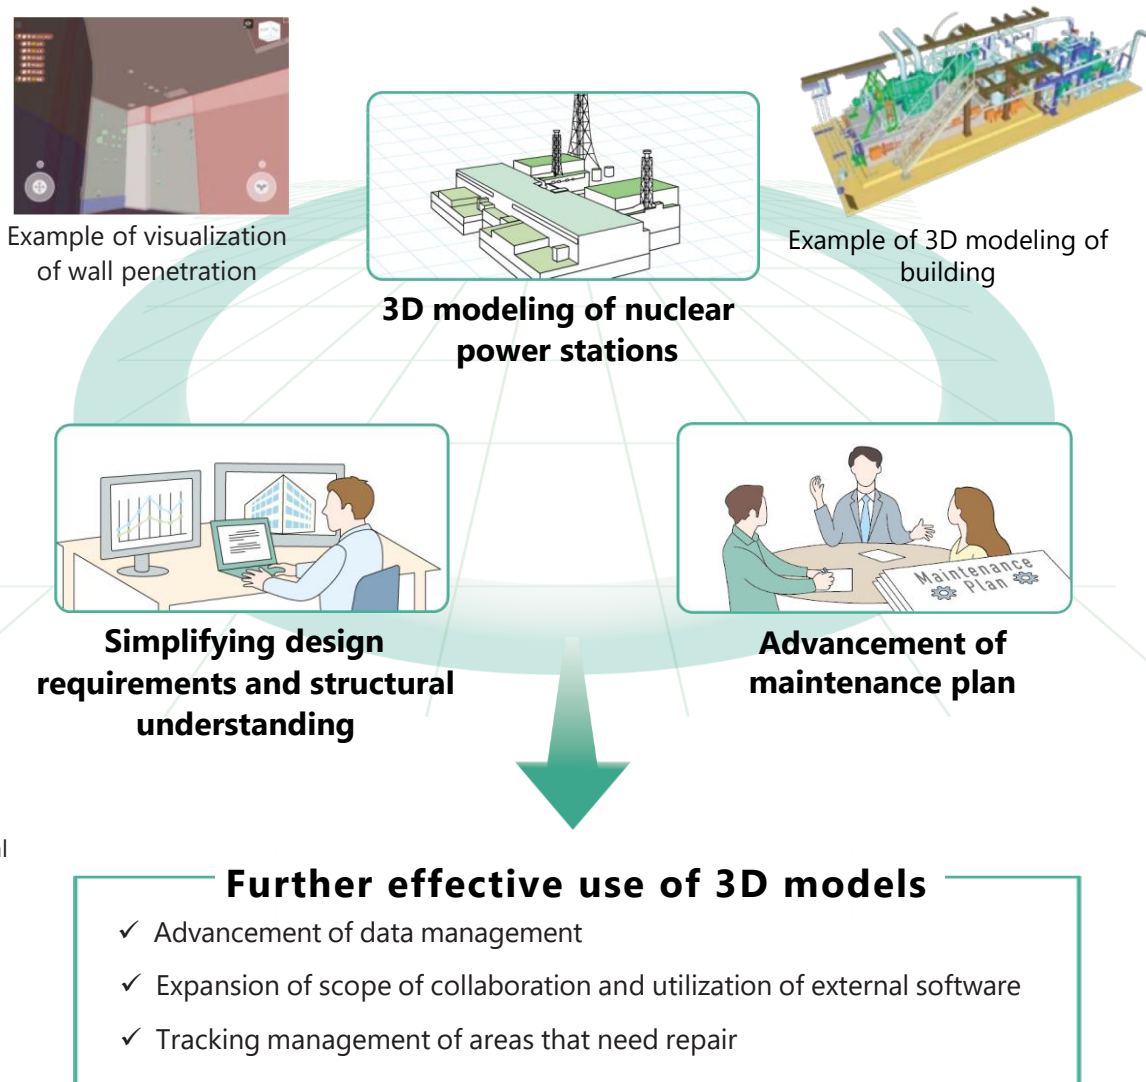 Example of visualization
of wall penetration
Example of 3D modeling of
building
3D modeling of nuclear
power stations
Maintenance
Plan
Simplifying design
requirements and structural
understanding
Advancement of
maintenance plan
Further effective use of 3D models
✓ Advancement of data management
✓ Expansion of scope of collaboration and utilization of external software
✓ Tracking management of areas that need repair